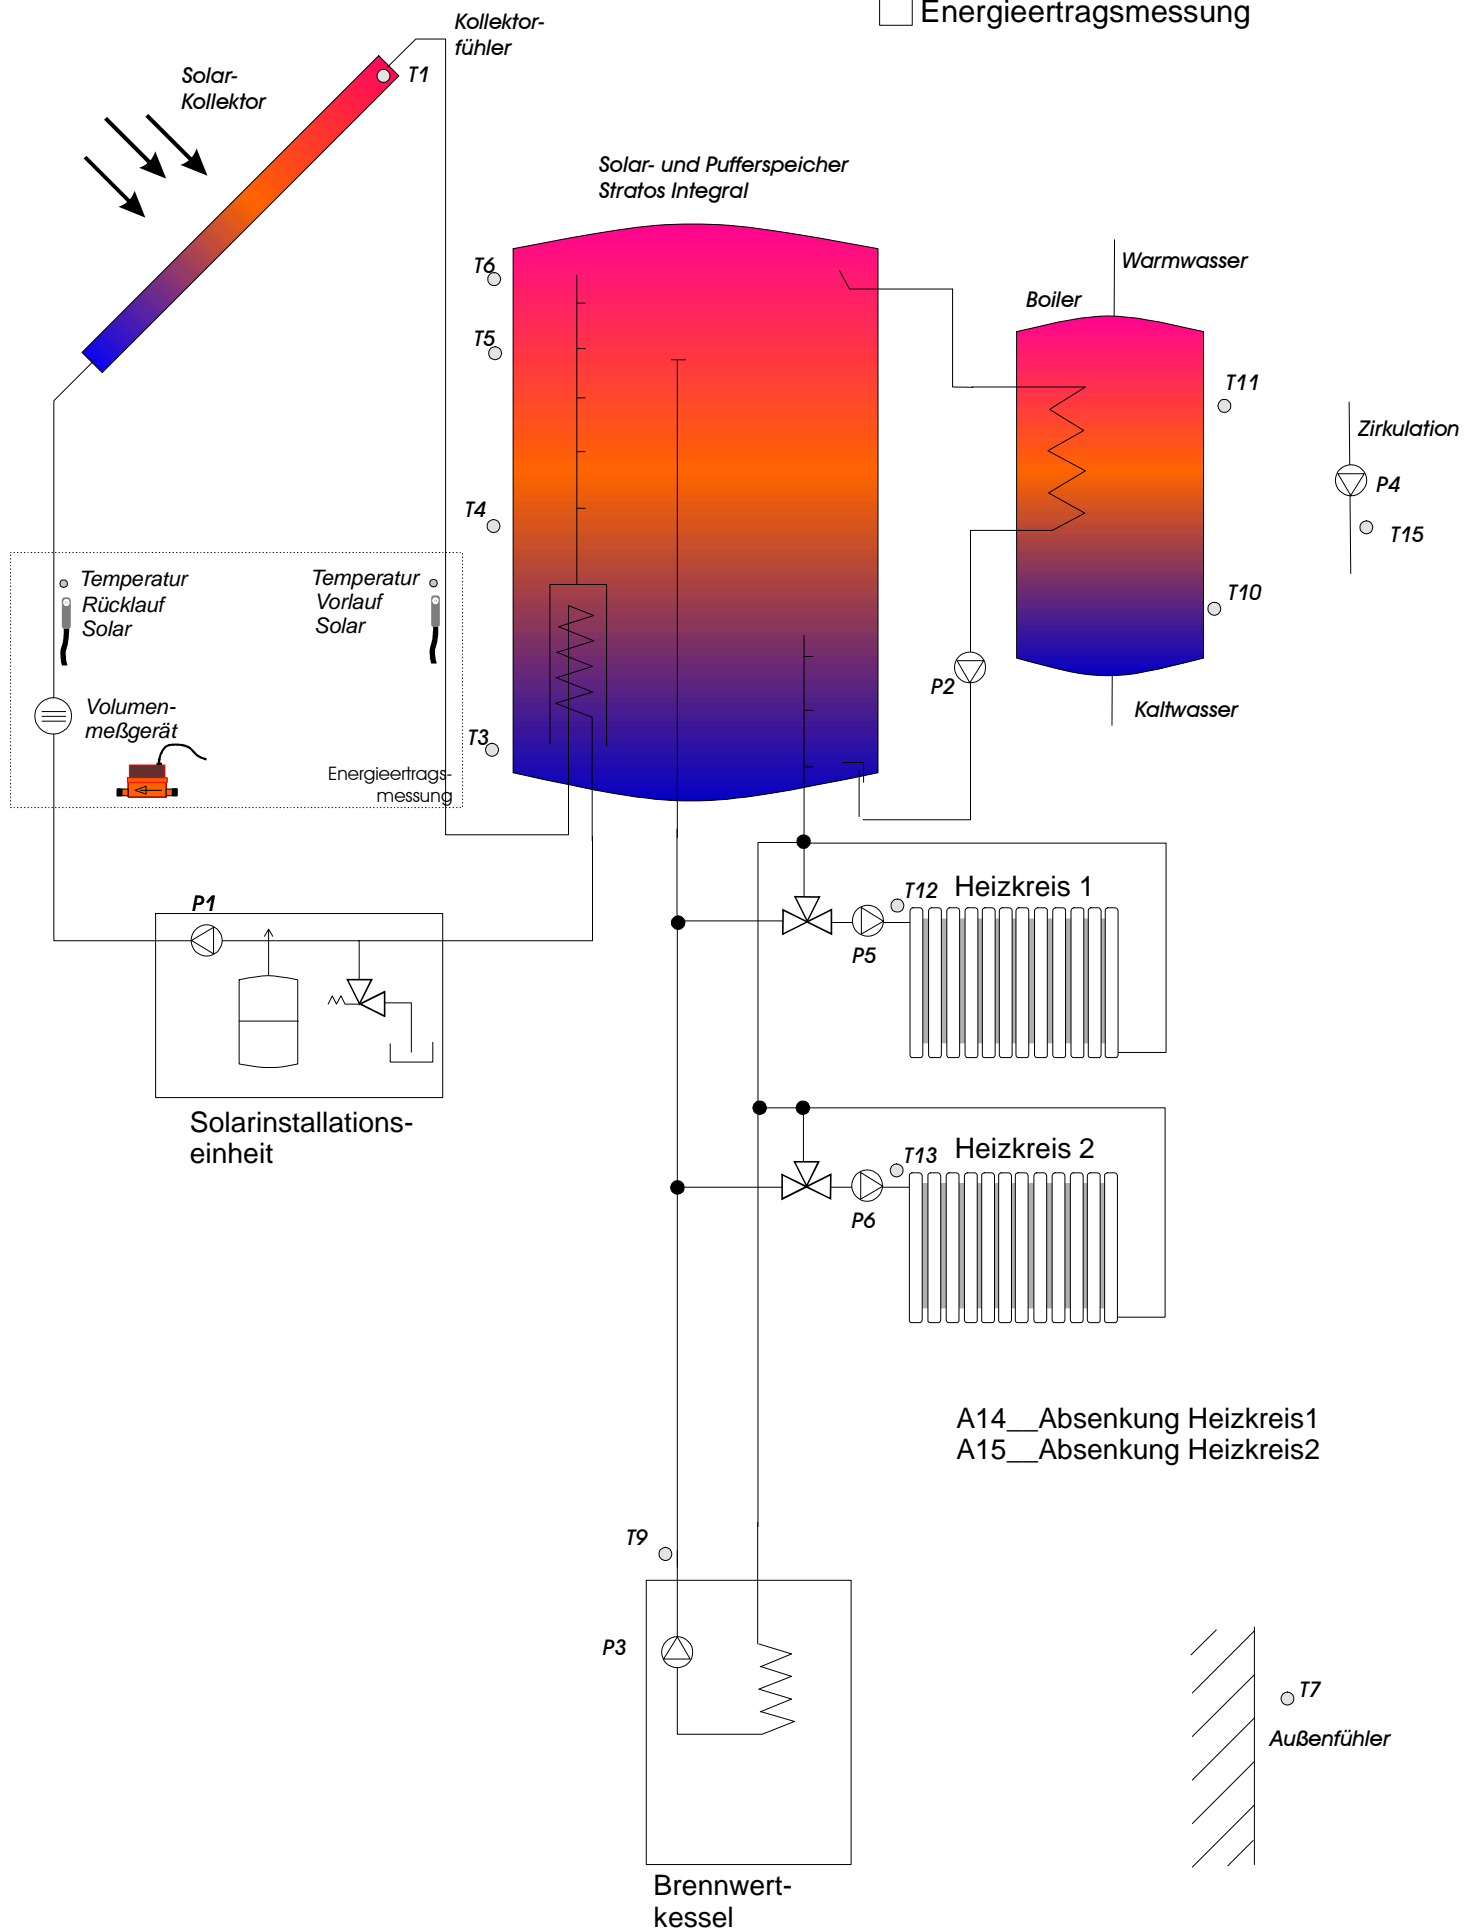 Energieertragsmessung
Kollektor-
fühler
T1
Solar-
Kollektor
Solar- und Pufferspeicher
Stratos Integral
T6
T5
T4
T3
Warmwasser
Boiler
T11
Zirkulation
P4
T15
T10
P2
Kaltwasser
Temperatur
Rücklauf
Solar
Temperatur
Vorlauf
Solar
Volumen-
meßgerät
Energieertrags-
messung
P1
Solarinstallations-
einheit
T12
Heizkreis 1
P5
T13
Heizkreis 2
P6
A14__Absenkung Heizkreis1
A15__Absenkung Heizkreis2
T9
P3
Brennwert-
kessel
T7
Außenfühler